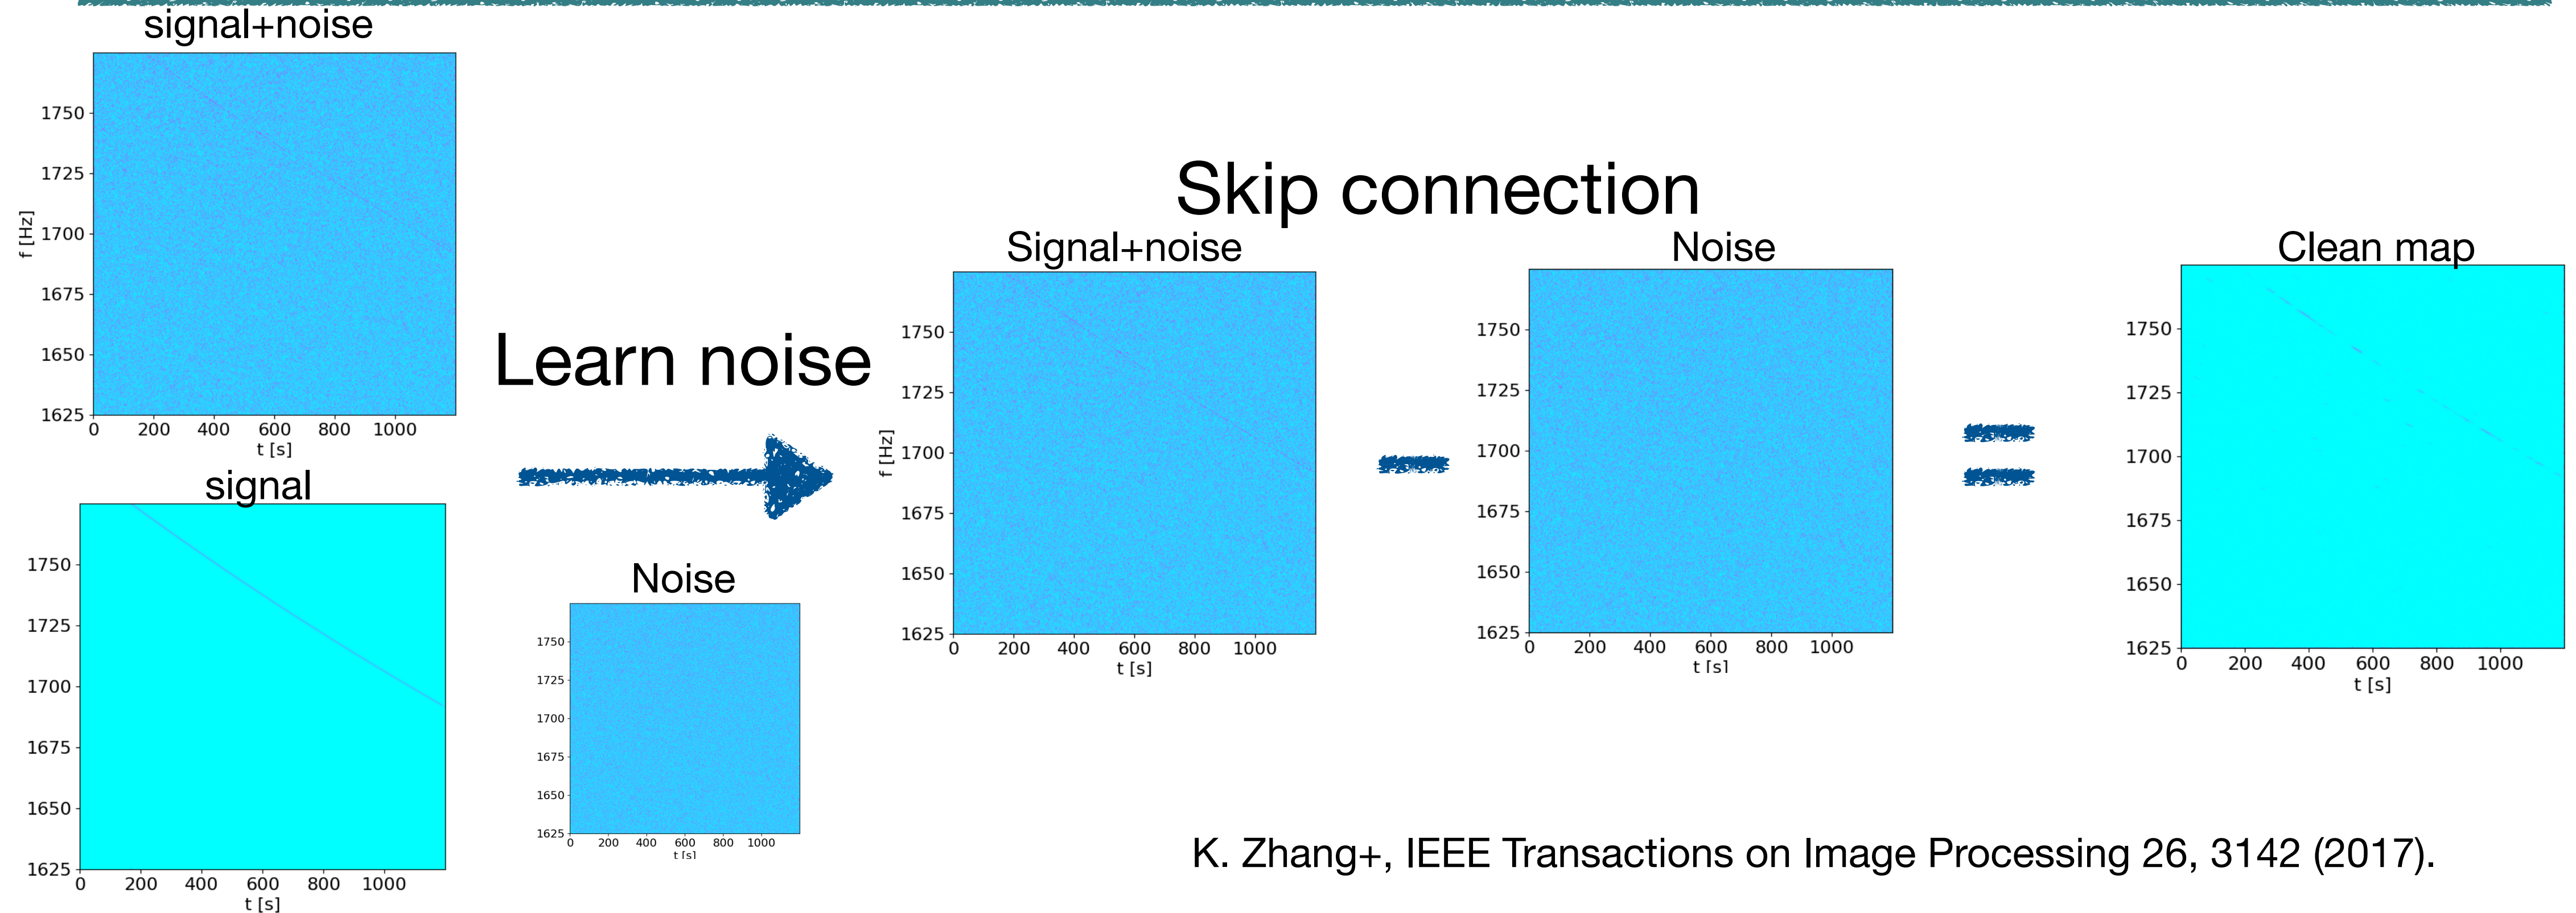 signal+noise
1750
1725
1700
1675
1650
1625
f [Hz]
0 200 400 600 800 1000
t [s]
signal
1750
1725
1700
1675
1650
1625
0 200 400 600 800 1000
t [s]
Learn noise
Noise
1750
1725
1700
1675
1650
1625
0 200 400 600 800 1000
t [s]
Skip connection
Signal+noise
1750
1725
1700
1675
1650
1625
f [Hz]
0 200 400 600 800 1000
t [s]
Noise
1750
1725
1700
1675
1650
1625
0 200 400 600 800 1000
t [s]
Clean map
1750
1725
1700
1675
1650
1625
0 200 400 600 800 1000
t [s]
K. Zhang+, IEEE Transactions on Image Processing 26, 3142 (2017).